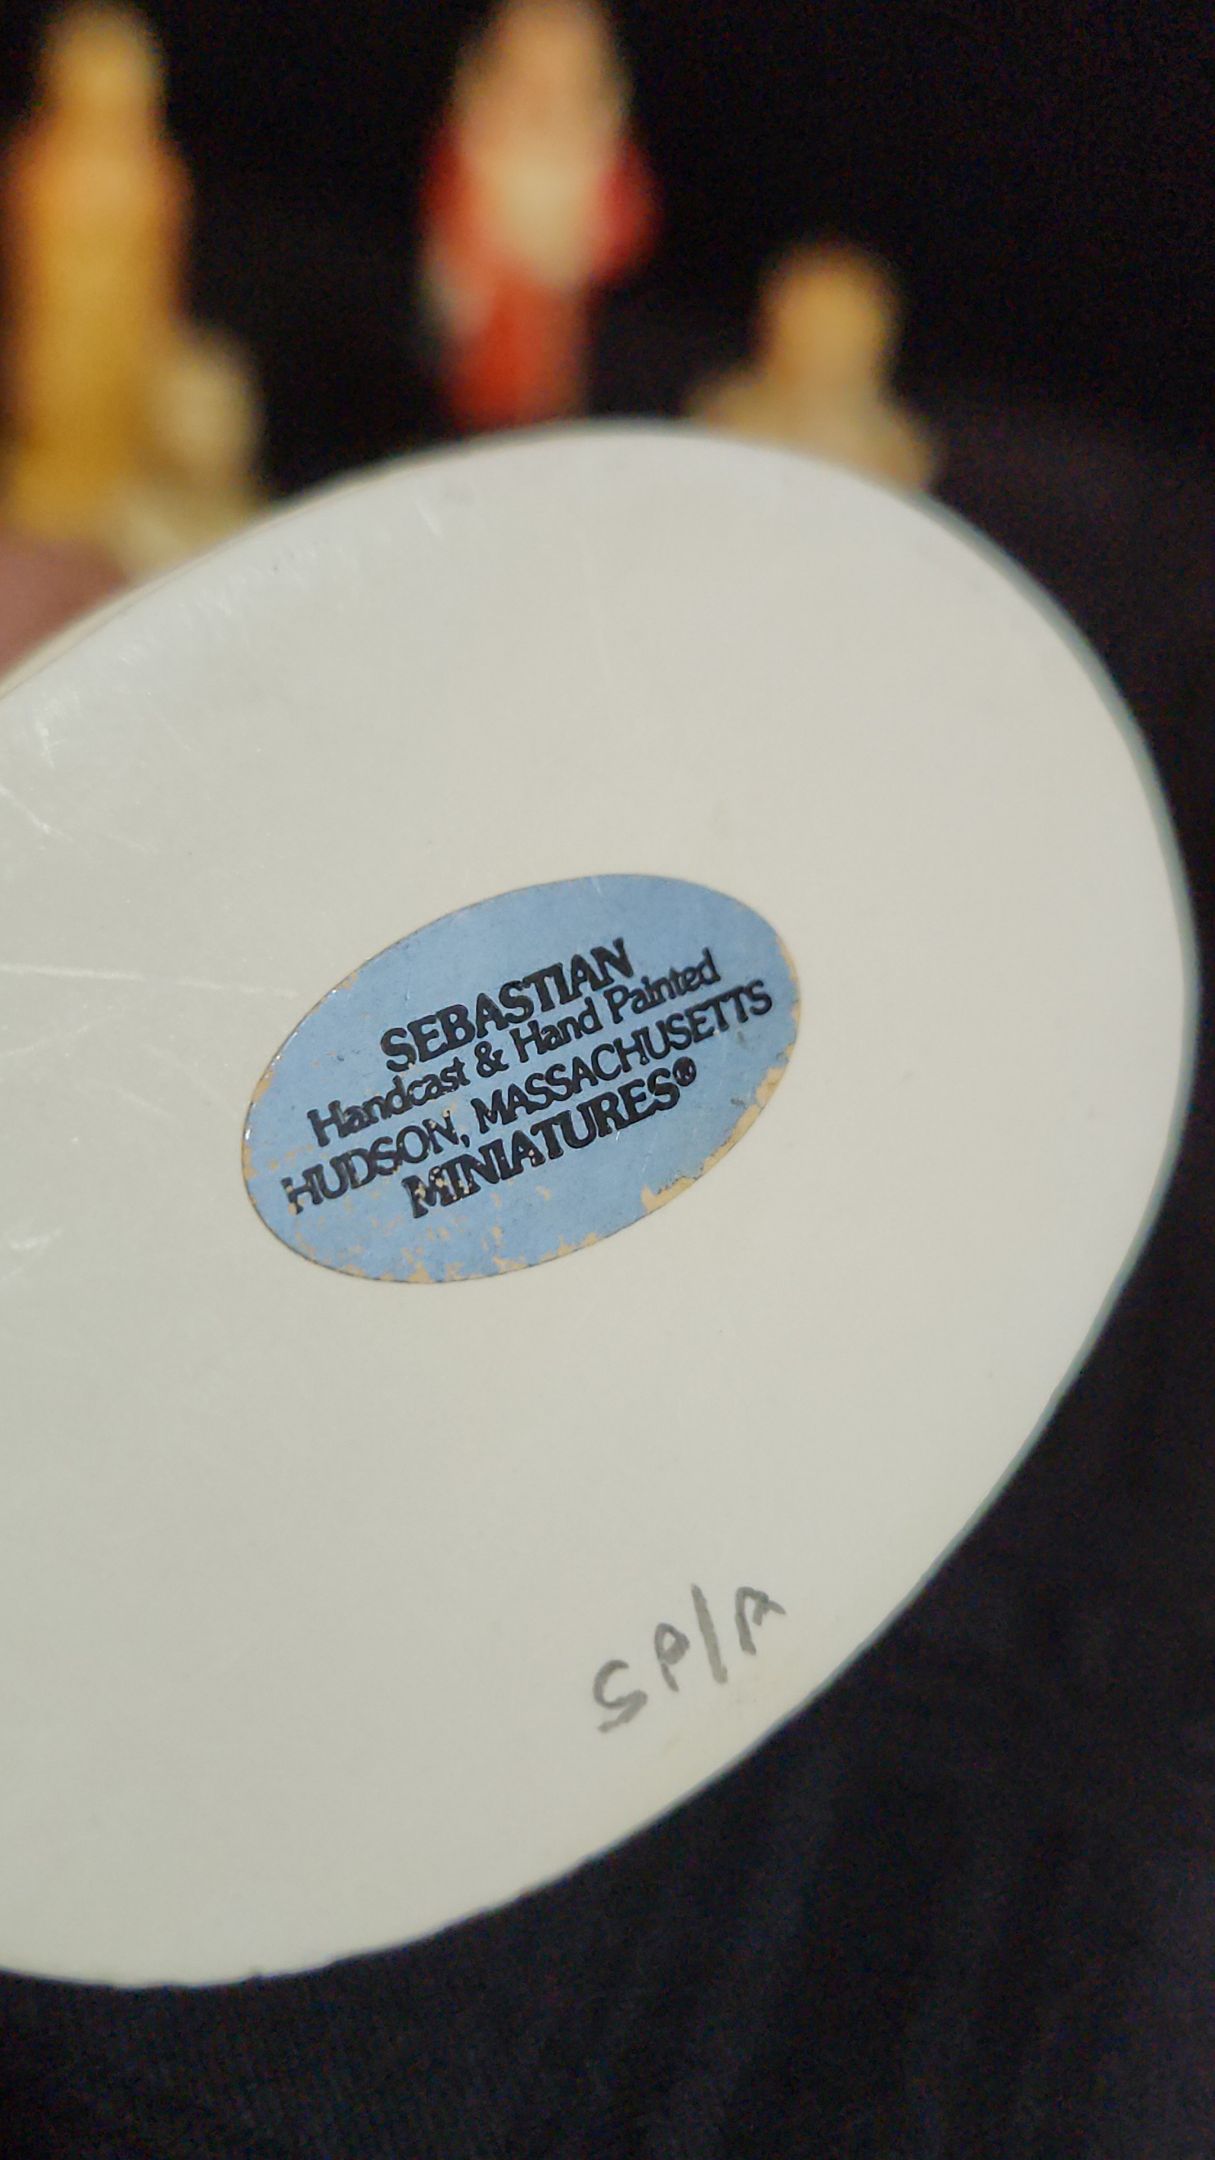 SEBASTIAN
Handcast & Hand Painted
HUDSON, MASSACHUSETTS
MINIATURES®
SP/A